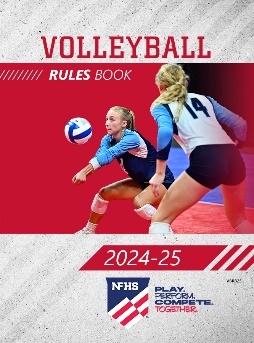 VOLLEYBALL
RULES BOOK
14
2024-25
NFHS
PLAY.
PERFORM.
COMPETE.
TOGETHER.